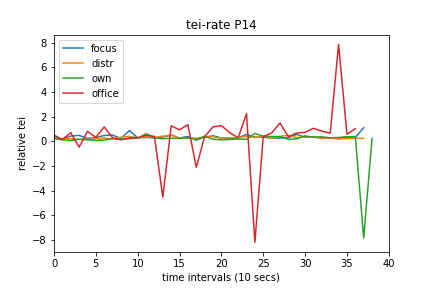 tei-rate P14
focus
distr
own
office
relative tei
8
6
4
2
0
−2
−4
−6
−8
0 5 10 15 20 25 30 35 40
time intervals (10 secs)